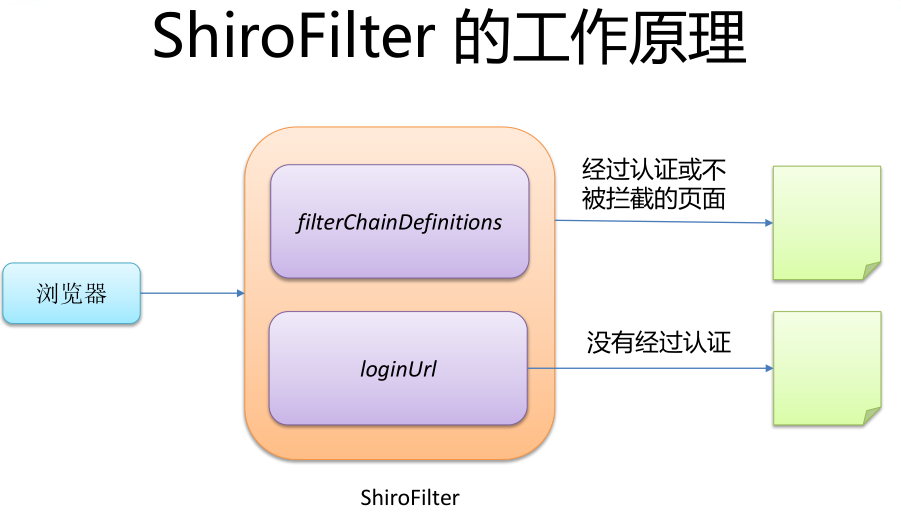 ShiroFilter 的工作原理
经过认证或不
被拦截的页面
filterChainDefinitions
浏览器
没有经过认证
loginUrl
ShiroFilter